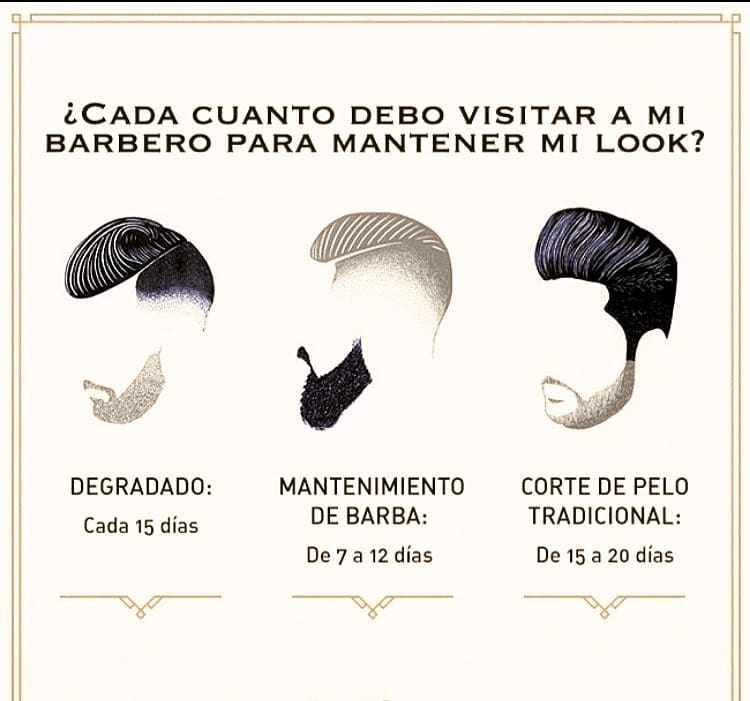 ¿CADA CUANTO DEBO VISITAR A MI
BARBERO PARA MANTENER MI LOOK?
DEGRADADO:
Cada 15 días
MANTENIMIENTO
DE BARBA:
De 7 a 12 días
CORTE DE PELO
TRADICIONAL:
De 15 a 20 días